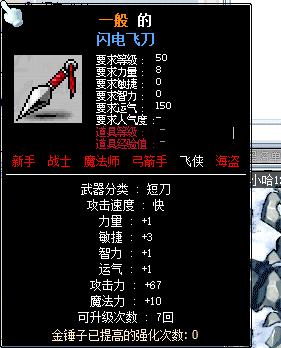 一般 的
闪电飞刀
要求等级: 50
要求力量: 8
要求敏捷: 0
要求智力: 0
要求运气: 150
要求人气度: -
道具等级: -
道具经验值: -
新手 战士 魔法师 弓箭手 飞侠 海盗
武器分类 : 短刀
攻击速度 : 快
力量 : +1
敏捷 : +3
智力 : +1
运气 : +1
攻击力 : +67
魔法力 : +10
可升级次数 : 7回
金锤子已提高的强化次数: 0
小哈1